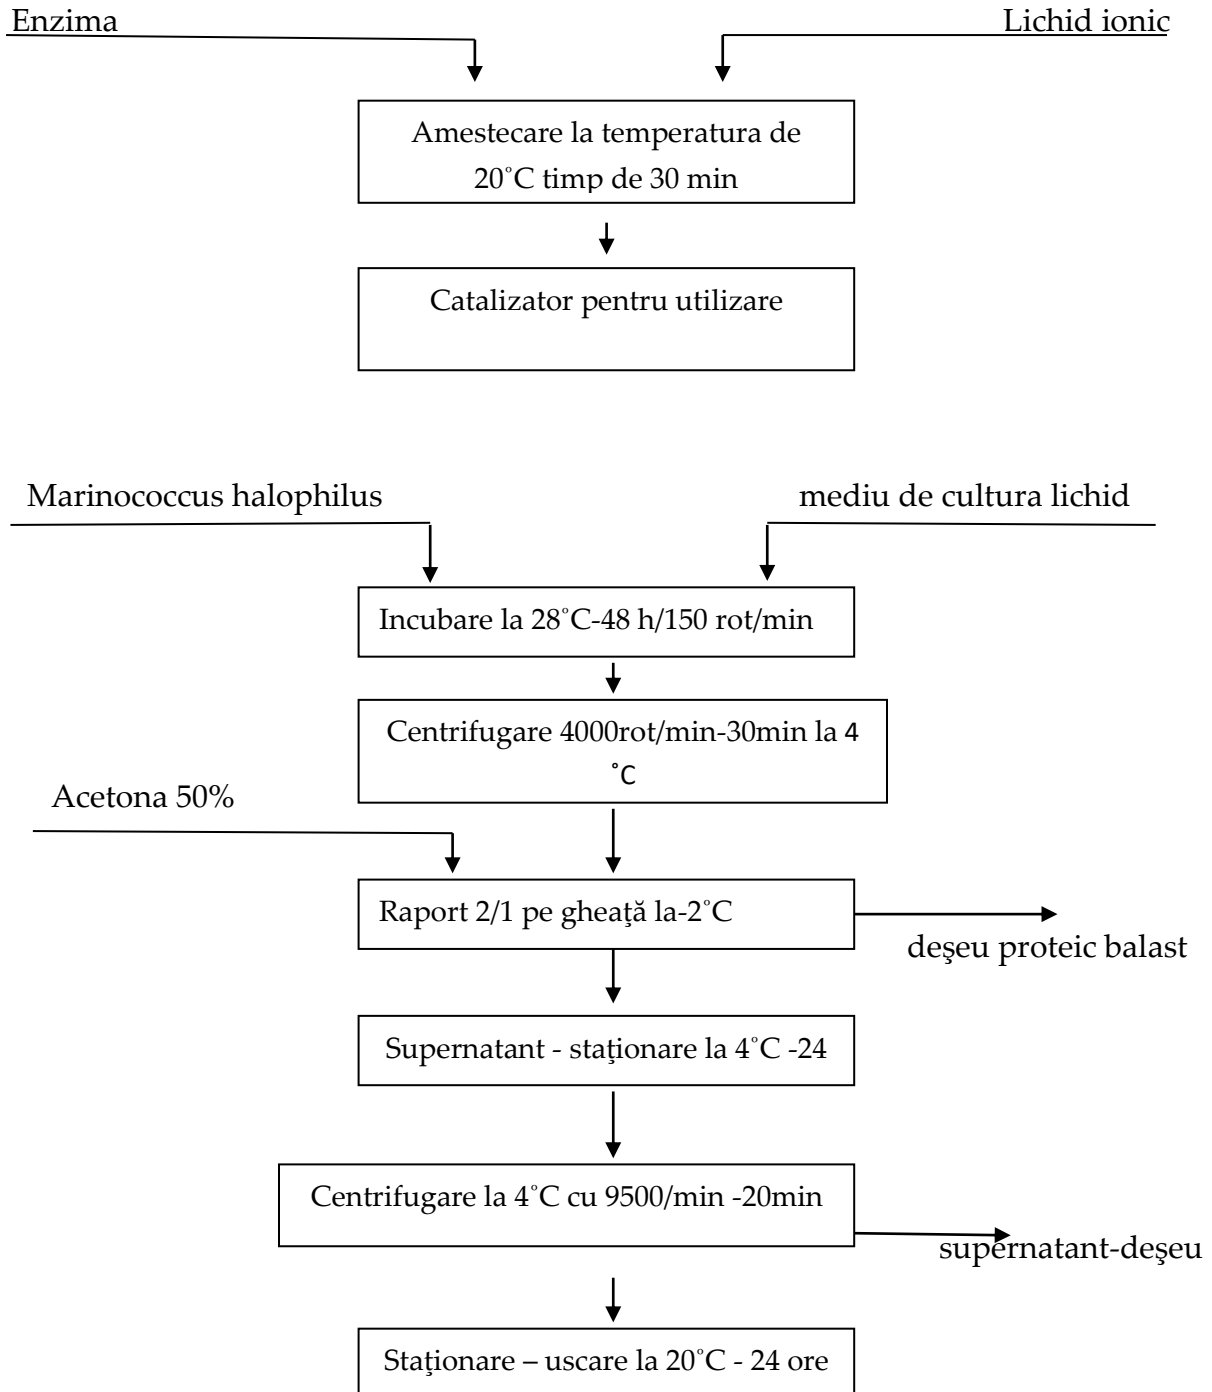 Enzima
Lichid ionic
Amestecare la temperatura de
20˚C timp de 30 min
Catalizator pentru utilizare
Marinococcus halophilus
mediu de cultura lichid
Incubare la 28˚C-48 h/150 rot/min
Centrifugare 4000rot/min-30min la 4
˚C
Acetona 50%
Raport 2/1 pe gheaţă la-2˚C
deşeu proteic balast
Supernatant - staţionare la 4˚C -24
Centrifugare la 4˚C cu 9500/min -20min
supernatant-deşeu
Staţionare – uscare la 20˚C - 24 ore